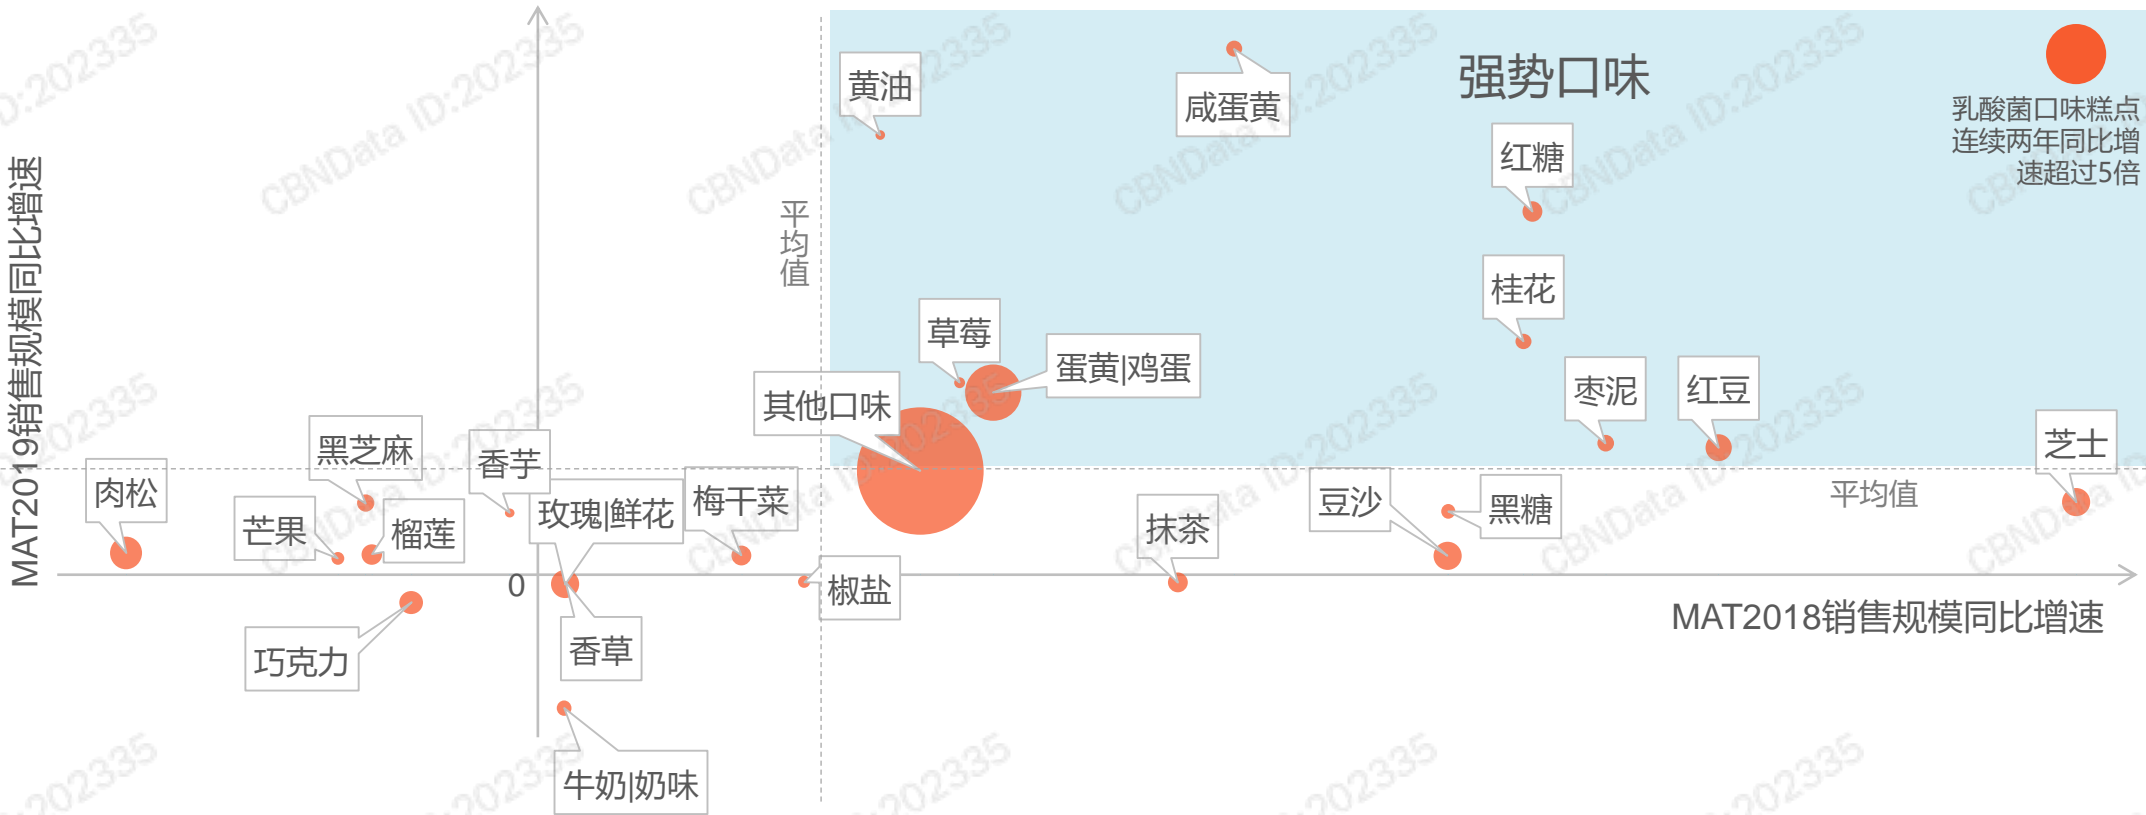 强势口味
乳酸菌口味糕点
连续两年同比增
速超过5倍
黄油
咸蛋黄
红糖
平均值
桂花
草莓
蛋黄|鸡蛋
其他口味
枣泥
红豆
芝士
MAT2019销售规模同比增速
黑芝麻
香芋
肉松
芒果
榴莲
玫瑰|鲜花
梅干菜
抹茶
豆沙
黑糖
平均值
0
椒盐
MAT2018销售规模同比增速
巧克力
香草
牛奶|奶味
CBNData ID:202335